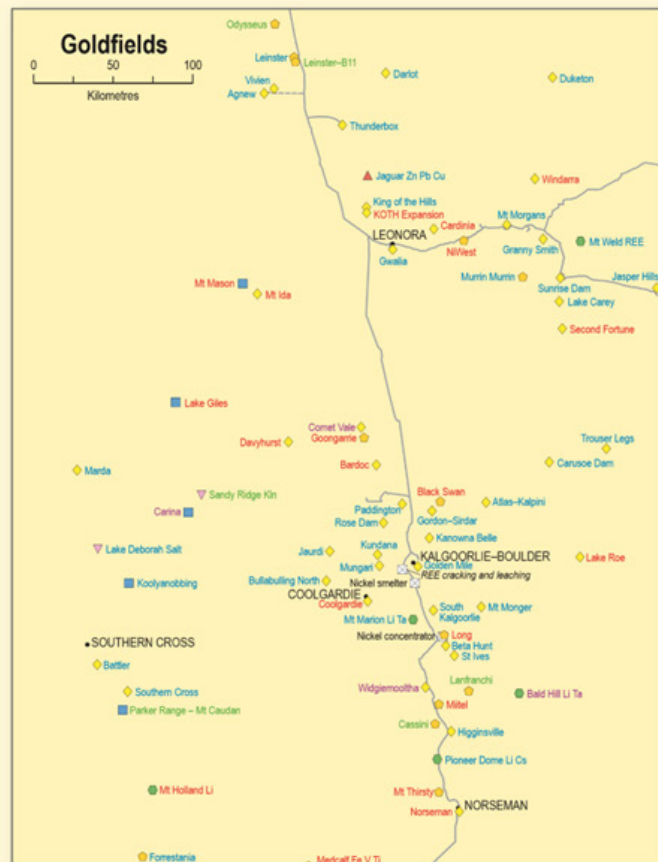 Odysseus
Goldfields
0 50 100
Kilometres
Leinster
Leinster–B11
Darlot
Duketon
Vivien
Agnew
Thunderbox
Jaguar Zn Pb Cu
Windarra
King of the Hills
KOTH Expansion
Mt Morgans
Cardinia
LEONORA
Gwalia
NiWest
Granny Smith
Mt Weld REE
Murrin Murrin
Jasper Hills
Sunrise Dam
Mt Mason
Mt Ida
Lake Carey
Second Fortune
Lake Giles
Comet Vale
Goongarrie
Davyhurst
Trouser Legs
Bardoc
Carusoe Dam
Marda
Sandy Ridge Kln
Black Swan
Atlas–Kalpini
Carina
Paddington
Gordon–Sirdar
Rose Dam
Kanowna Belle
Lake Deborah Salt
Jaurdi
Kundana
KALGOORLIE–BOULDER
Lake Roe
Mungari
Golden Mile
REE cracking and leaching
Koolyanobbing
Bullabulling North
Nickel smelter
COOLGARDIE
Coolgardie
South
Kalgoorlie
Mt Monger
Mt Marion Li Ta
Nickel concentrator
Long
SOUTHERN CROSS
Beta Hunt
St Ives
Battler
Lanfranchi
Southern Cross
Widgiemooltha
Bald Hill Li Ta
Parker Range – Mt Caudan
Miitel
Cassini
Higginsville
Pioneer Dome Li Cs
Mt Holland Li
Mt Thirsty
NORSEMAN
Norseman
Forrestania
Medcalf Fe V Ti